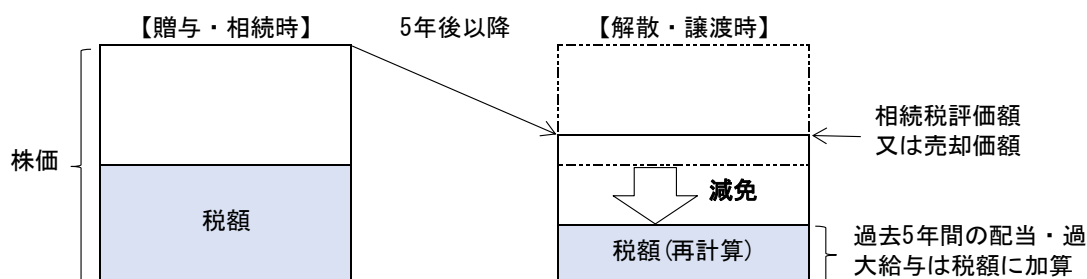 【贈与・相続時】
5年後以降
【解散・譲渡時】
株価
税額
相続税評価額
又は売却価額
減免
税額(再計算)
過去5年間の配当・過
大給与は税額に加算